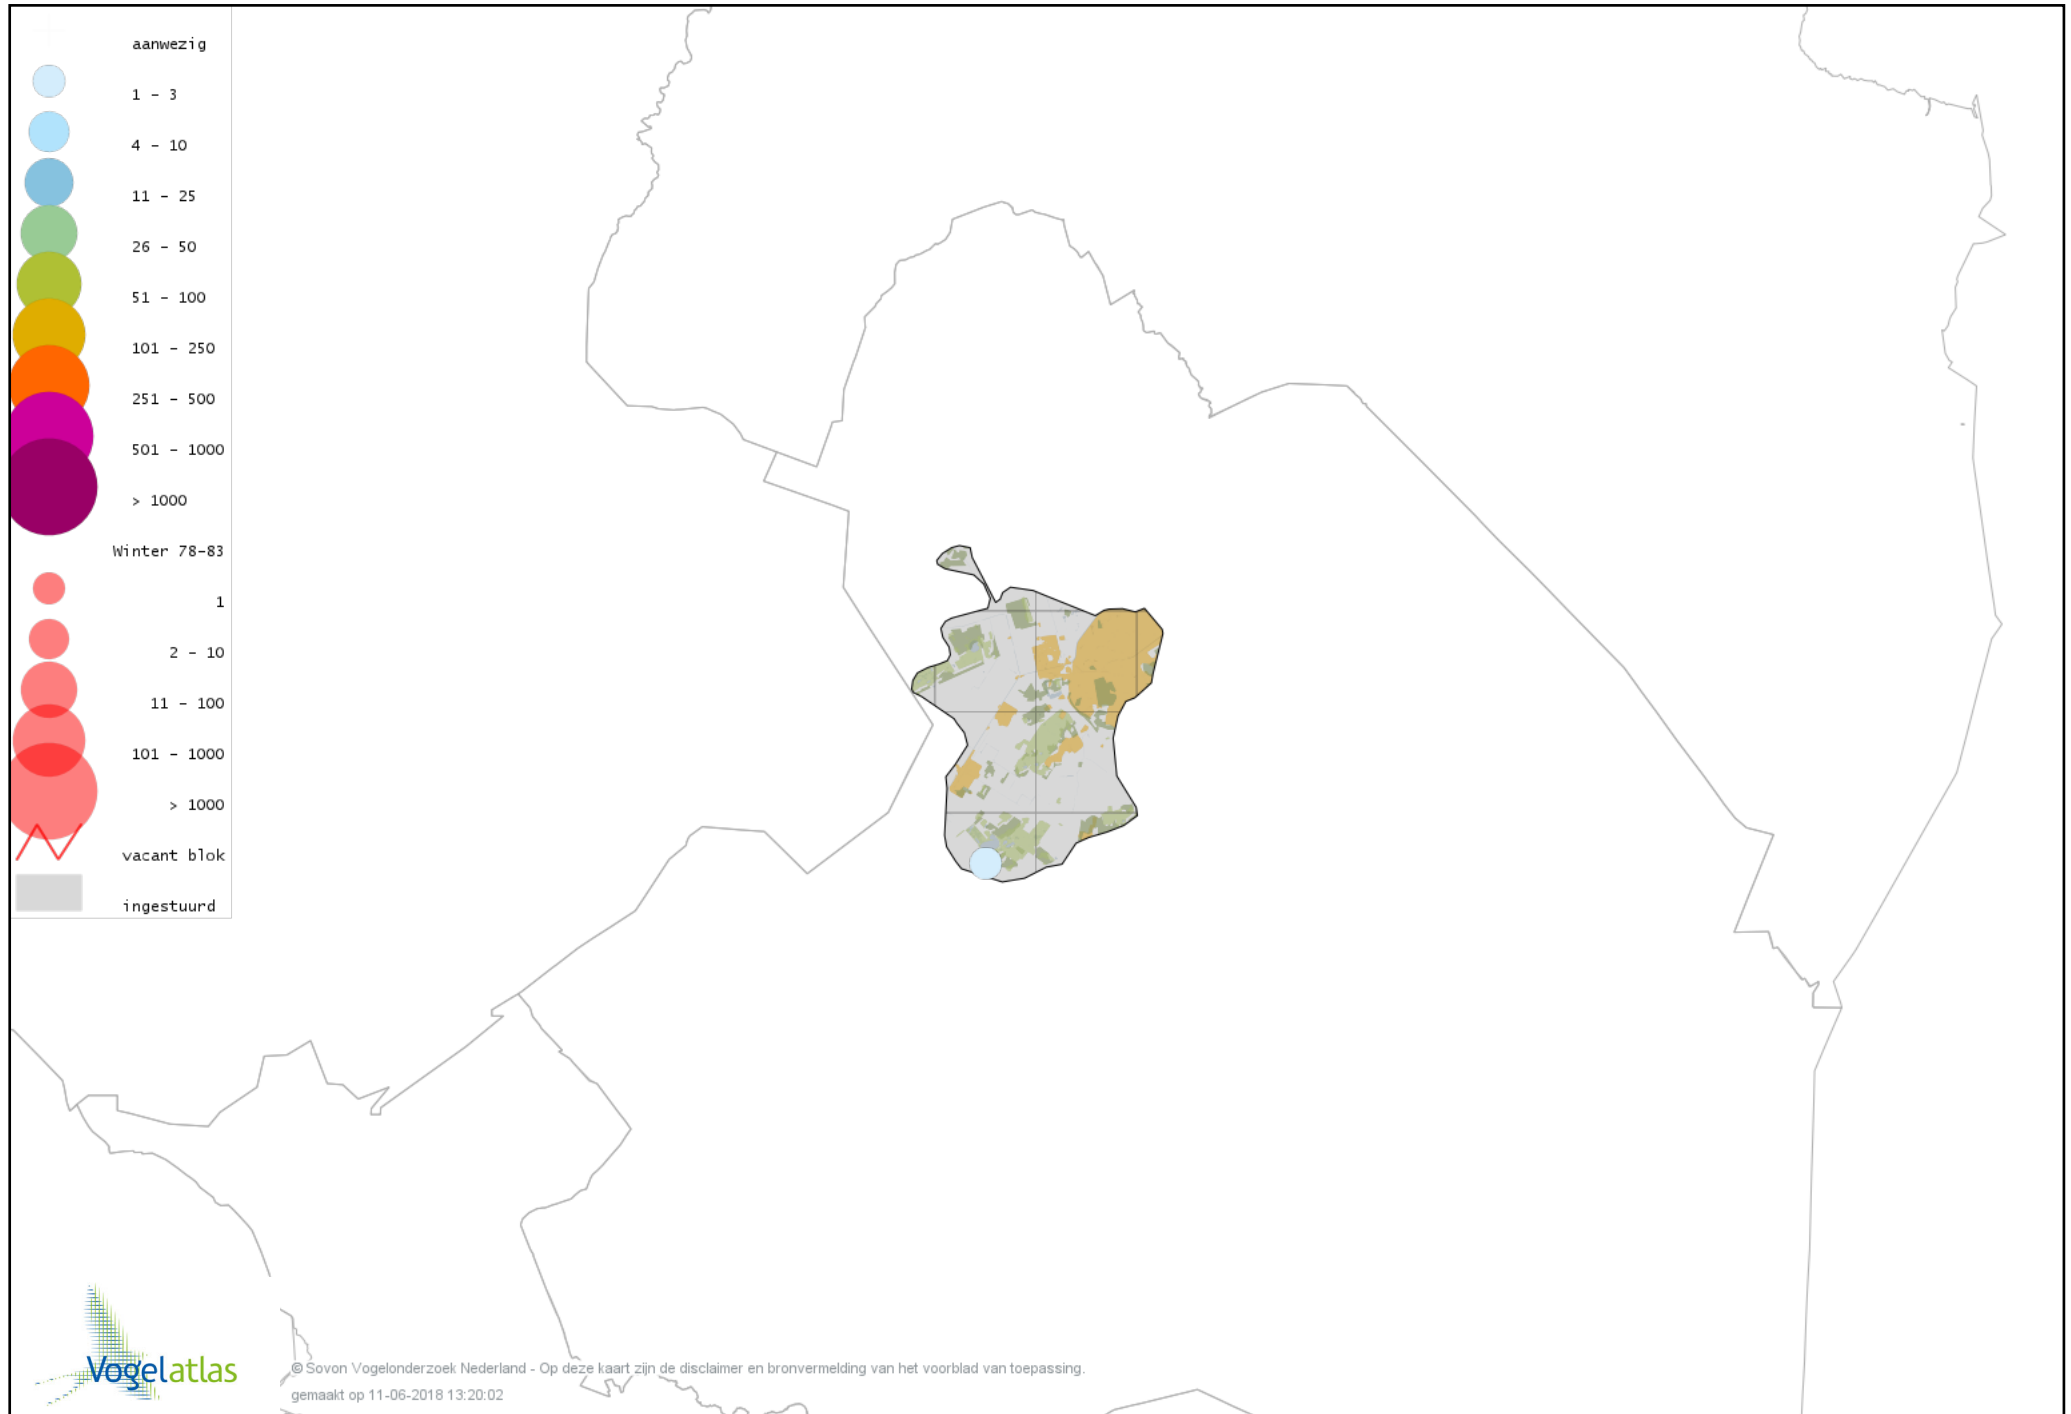 aanwezig
1 - 3
4 - 10
11 - 25
26 - 50
51 - 100
101 - 250
251 - 500
501 - 1000
> 1000
Winter 78-83
1
2 - 10
11 - 100
101 - 1000
> 1000
vacant blok
ingestuurd
Vogelatlas
© Sovon Vogelonderzoek Nederland - Op deze kaart zijn de disclaimer en bronvermelding van het voorblad van toepassing.
gemaakt op 11-06-2018 13:20:02